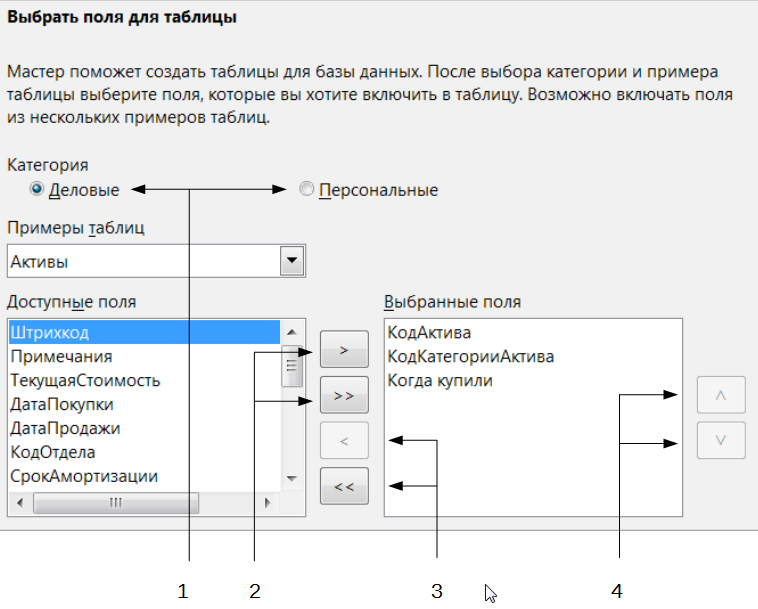 Выбрать поля для таблицы
Мастер поможет создать таблицы для базы данных. После выбора категории и примера
таблицы выберите поля, которые вы хотите включить в таблицу. Возможно включать поля
из нескольких примеров таблиц.
Категория
Деловые Персональные
Примеры таблиц
Активы
Доступные поля Выбранные поля
Штрихкод КодАктива
Примечания > КодКатегорииАктива
ТекущаяСтоимость Когда купили
ДатаПокупки >> ˄
ДатаПродажи
КодОтдела < ˅
СрокАмортизации
<<
1 2 3 4